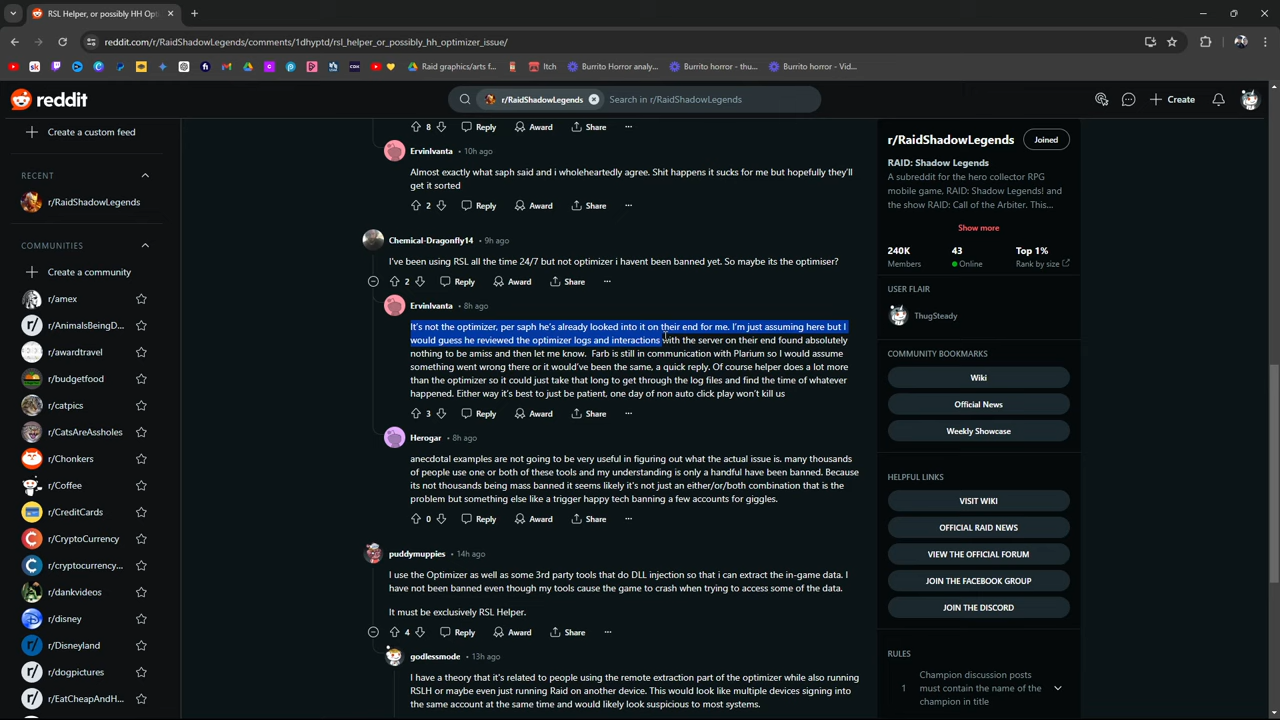 RSL Helper, or possibly HH Opt
reddit.com/r/RaidShadowLegends/comments/1dhyptd/rsl_helper_or_possibly_hh_optimizer_issue/
Raid graphics/arts f...
Itch
Burrito Horror analy...
Burrito horror - thu...
Burrito horror - Vid...
reddit
r/RaidShadowLegends
Search in r/RaidShadowLegends
Create
Create a custom feed
RECENT
r/RaidShadowLegends
COMMUNITIES
Create a community
r/amex
r/AnimalsBeingD...
r/awardtravel
r/budgetfood
r/catpics
r/CatsAreAssholes
r/Chonkers
r/Coffee
r/CreditCards
r/CryptoCurrency
r/cryptocurrency...
r/dankvideos
r/disney
r/Disneyland
r/dogpictures
r/EatCheapAndH...
8 Reply Award Share ...
ErvinIvanta • 10h ago
Almost exactly what saph said and i wholeheartedly agree. Shit happens it sucks for me but hopefully they'll
get it sorted
2 Reply Award Share ...
Chemical-Dragonfly14 • 9h ago
I've been using RSL all the time 24/7 but not optimizer i havent been banned yet. So maybe its the optimiser?
2 Reply Award Share ...
ErvinIvanta • 8h ago
It's not the optimizer, per saph he's already looked into it on their end for me. I'm just assuming here but I
would guess he reviewed the optimizer logs and interactions with the server on their end found absolutely
nothing to be amiss and then let me know. Farb is still in communication with Plarium so I would assume
something went wrong there or it would've been the same, a quick reply. Of course helper does a lot more
than the optimizer so it could just take that long to get through the log files and find the time of whatever
happened. Either way it's best to just be patient, one day of non auto click play won't kill us
3 Reply Award Share ...
Herogar • 8h ago
anecdotal examples are not going to be very useful in figuring out what the actual issue is. many thousands
of people use one or both of these tools and my understanding is only a handful have been banned. Because
its not thousands being mass banned it seems likely it's not just an either/or/both combination that is the
problem but something else like a trigger happy tech banning a few accounts for giggles.
0 Reply Award Share ...
puddymuppies • 14h ago
I use the Optimizer as well as some 3rd party tools that do DLL injection so that i can extract the in-game data. I
have not been banned even though my tools cause the game to crash when trying to access some of the data.
It must be exclusively RSL Helper.
4 Reply Award Share ...
godlessmode • 13h ago
I have a theory that it's related to people using the remote extraction part of the optimizer while also running
RSLH or maybe even just running Raid on another device. This would look like multiple devices signing into
the same account at the same time and would likely look suspicious to most systems.
r/RaidShadowLegends Joined
RAID: Shadow Legends
A subreddit for the hero collector RPG
mobile game, RAID: Shadow Legends! and
the show RAID: Call of the Arbiter. This...
Show more
240K 43 Top 1%
Members Online Rank by size
USER FLAIR
ThugSteady
COMMUNITY BOOKMARKS
Wiki
Official News
Weekly Showcase
HELPFUL LINKS
VISIT WIKI
OFFICIAL RAID NEWS
VIEW THE OFFICIAL FORUM
JOIN THE FACEBOOK GROUP
JOIN THE DISCORD
RULES
1 Champion discussion posts
must contain the name of the
champion in title